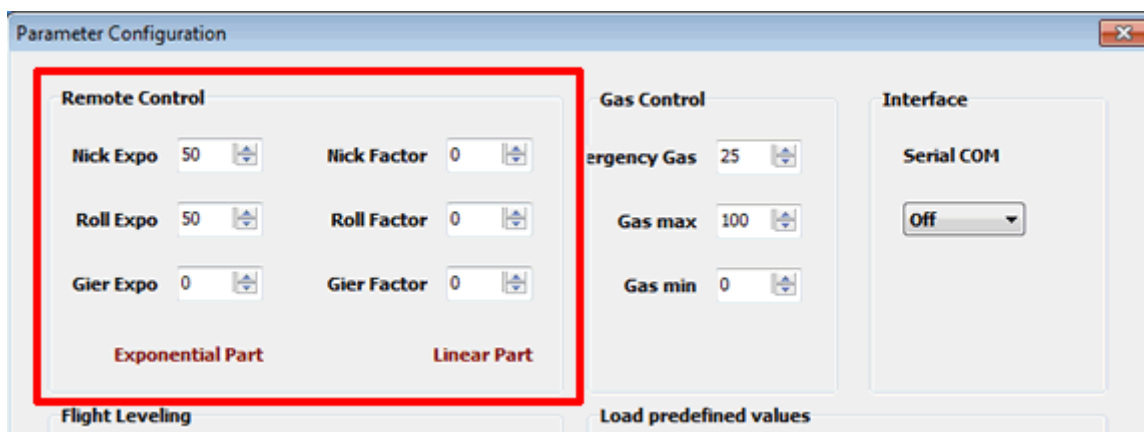 Parameter Configuration
Remote Control
Nick Expo 50 Nick Factor 0
Roll Expo 50 Roll Factor 0
Gier Expo 0 Gier Factor 0
Exponential Part Linear Part
Gas Control
ergency Gas 25
Gas max 100
Gas min 0
Interface
Serial COM
Off
Flight Leveling
Load predefined values